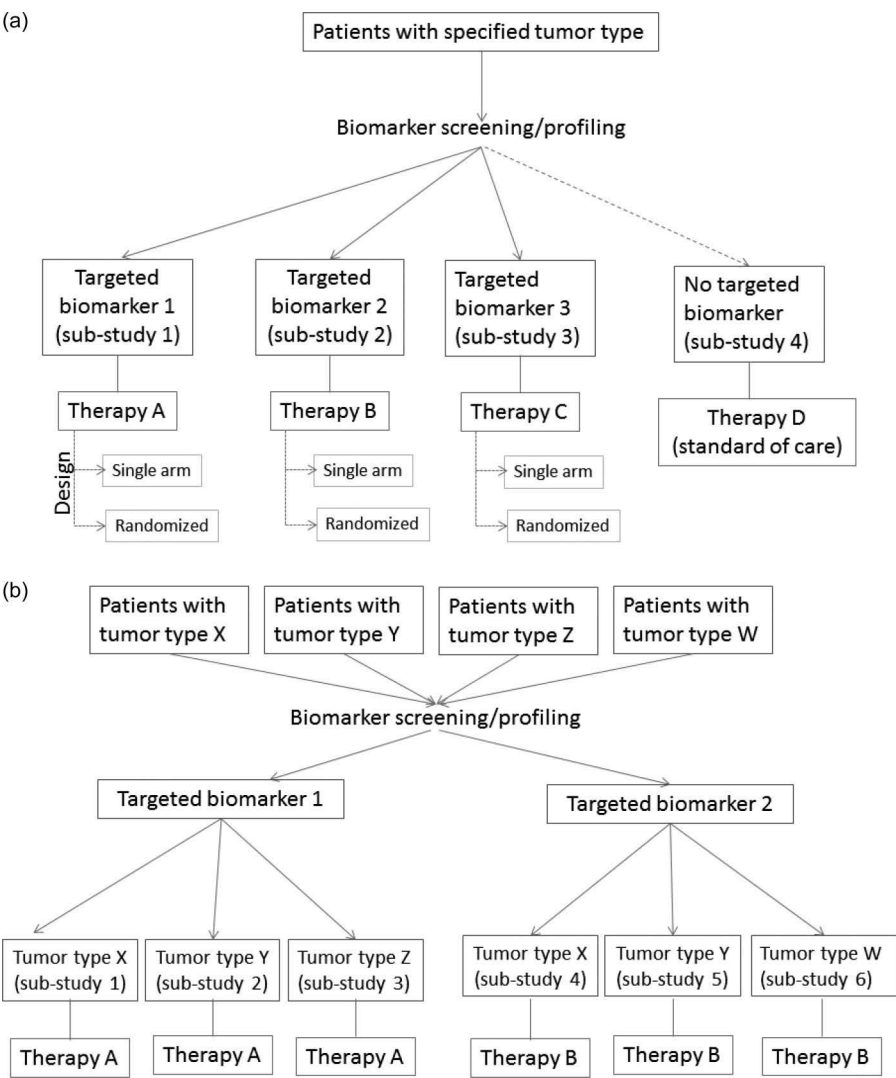 (a)
Patients with specified tumor type
Biomarker screening/profiling
Targeted
biomarker 1
(sub-study 1)
Targeted
biomarker 2
(sub-study 2)
Targeted
biomarker 3
(sub-study 3)
No targeted
biomarker
(sub-study 4)
Therapy A
Therapy B
Therapy C
Therapy D
(standard of care)
Design
Single arm
Single arm
Single arm
Randomized
Randomized
Randomized
(b)
Patients with
tumor type X
Patients with
tumor type Y
Patients with
tumor type Z
Patients with
tumor type W
Biomarker screening/profiling
Targeted biomarker 1
Targeted biomarker 2
Tumor type X
(sub-study 1)
Tumor type Y
(sub-study 2)
Tumor type Z
(sub-study 3)
Tumor type X
(sub-study 4)
Tumor type Y
(sub-study 5)
Tumor type W
(sub-study 6)
Therapy A
Therapy A
Therapy A
Therapy B
Therapy B
Therapy B